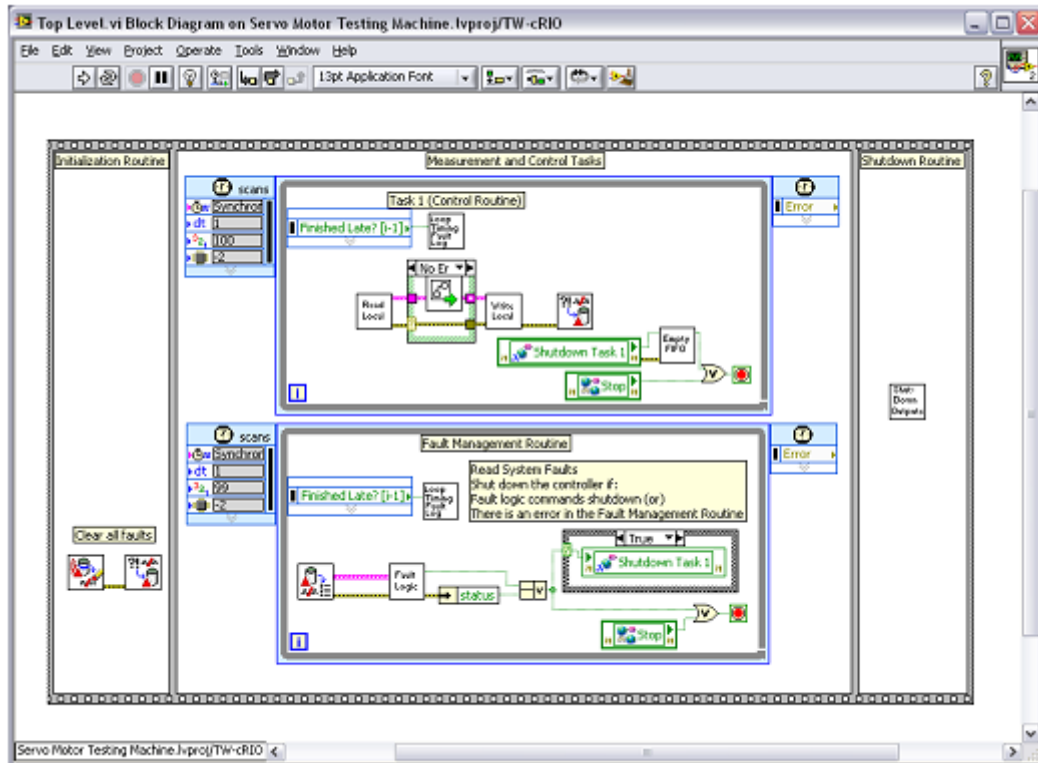 Top Level.vi Block Diagram on Servo Motor Testing Machine.lvproj/TW-cRIO
File Edit View Project Operate Tools Window Help
13pt Application Font
2
Initialization Routine
Measurement and Control Tasks
Shutdown Routine
scans
Synchron
dt 1
100
-2
Task 1 (Control Routine)
Finished Late? [i-1]
Loop
Timing
Fault
Log
Error
No Er
Read
Local
Write
Local
?!
Shutdown Task 1
Empty
FIFO
Stop
V
i
Shut
Down
Outputs
scans
Synchron
dt 1
99
-2
Fault Management Routine
Error
Finished Late? [i-1]
Loop
Timing
Fault
Log
Read System Faults
Shut down the controller if:
Fault logic commands shutdown (or)
There is an error in the Fault Management Routine
Clear all faults
?!
True
Shutdown Task 1
Fault
Logic
status
V
V
Stop
i
Servo Motor Testing Machine.lvproj/TW-cRIO